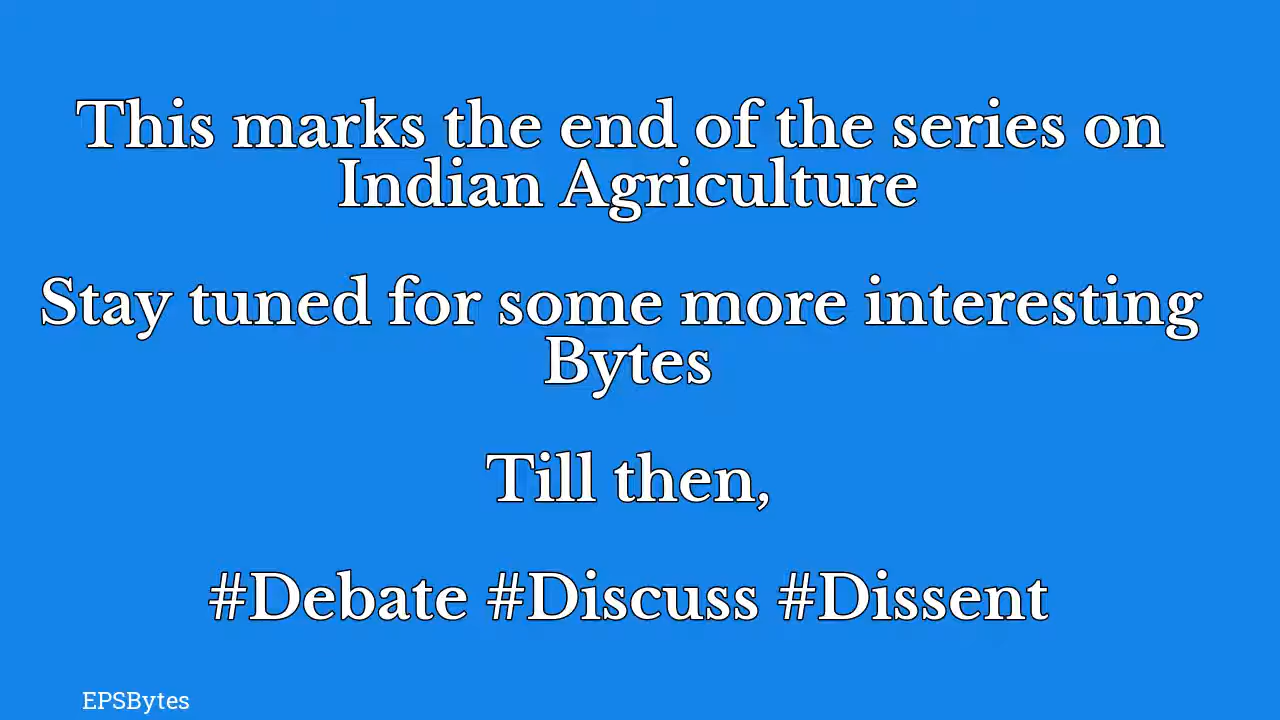 This marks the end of the series on
Indian Agriculture
Stay tuned for some more interesting
Bytes
Till then,
#Debate #Discuss #Dissent
EPSBytes